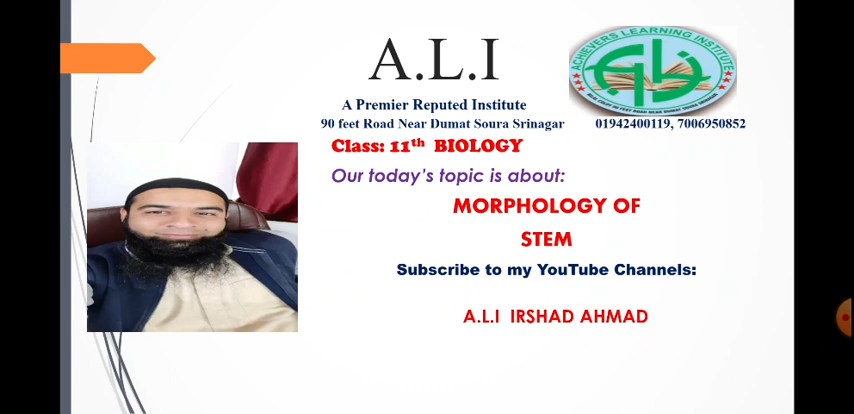 A.L.I
ACHIEVERS LEARNING INSTITUTE
A Premier Reputed Institute
90 feet Road Near Dumat Soura Srinagar
01942400119, 7006950852
Class: 11th BIOLOGY
Our today's topic is about:
MORPHOLOGY OF
STEM
Subscribe to my YouTube Channels:
A.L.I IRSHAD AHMAD